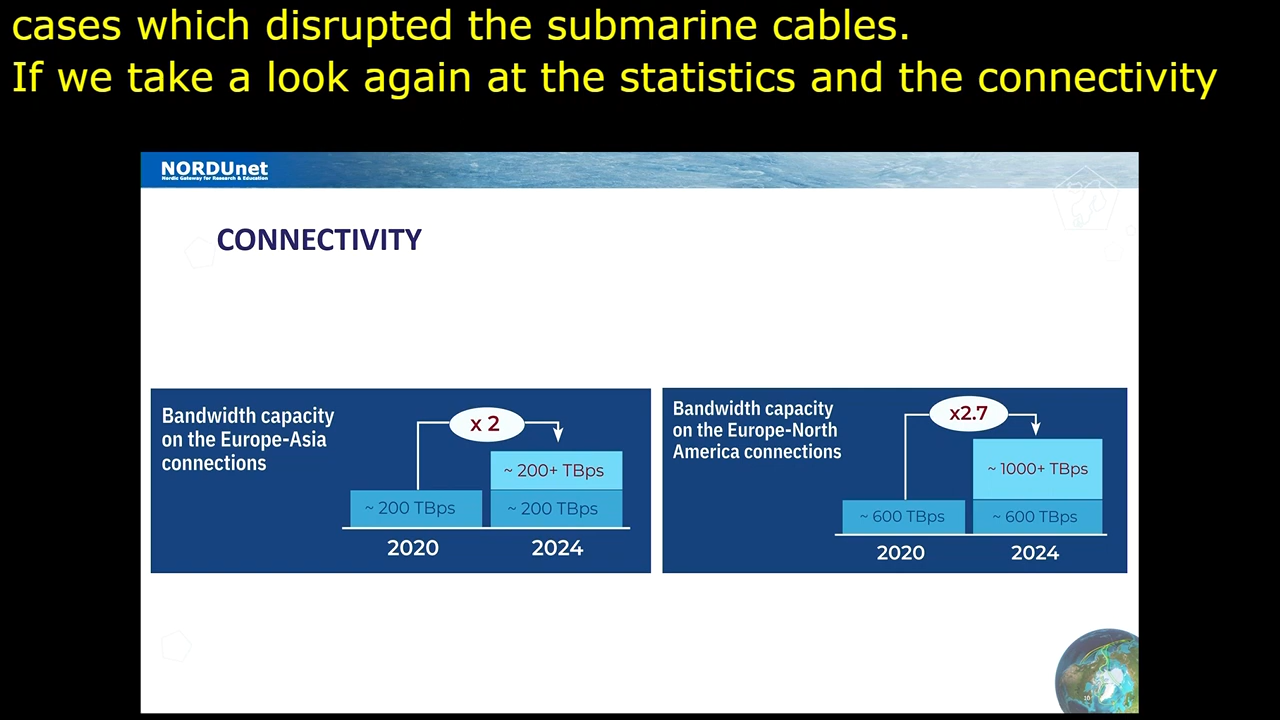 cases which disrupted the submarine cables.
If we take a look again at the statistics and the connectivity
NORDUnet
Nordic Gateway for Research & Education
CONNECTIVITY
Bandwidth capacity
on the Europe-Asia
connections
x 2
~ 200+ TBps
~ 200 TBps
~ 200 TBps
2020
2024
Bandwidth capacity
on the Europe-North
America connections
x2.7
~ 1000+ TBps
~ 600 TBps
~ 600 TBps
2020
2024